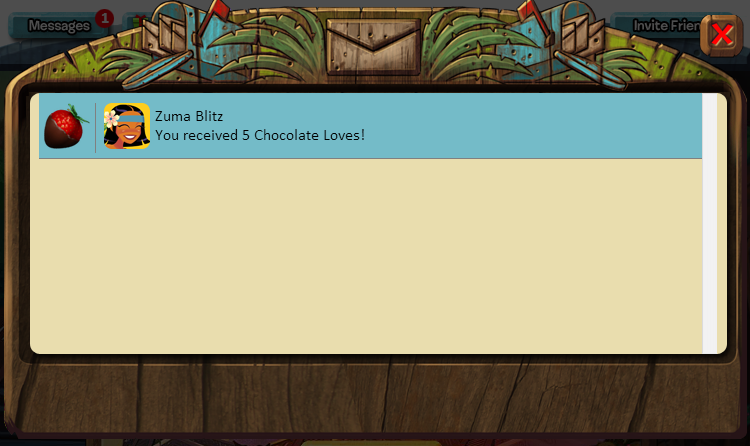 Messages
1
Invite Frien
Zuma Blitz
You received 5 Chocolate Loves!